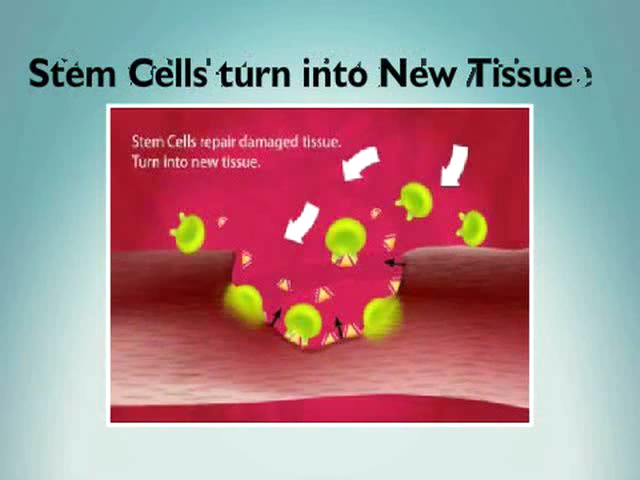 Stem Cells turn into New Tissue
Stem Cells repair damaged tissue.
Turn into new tissue.